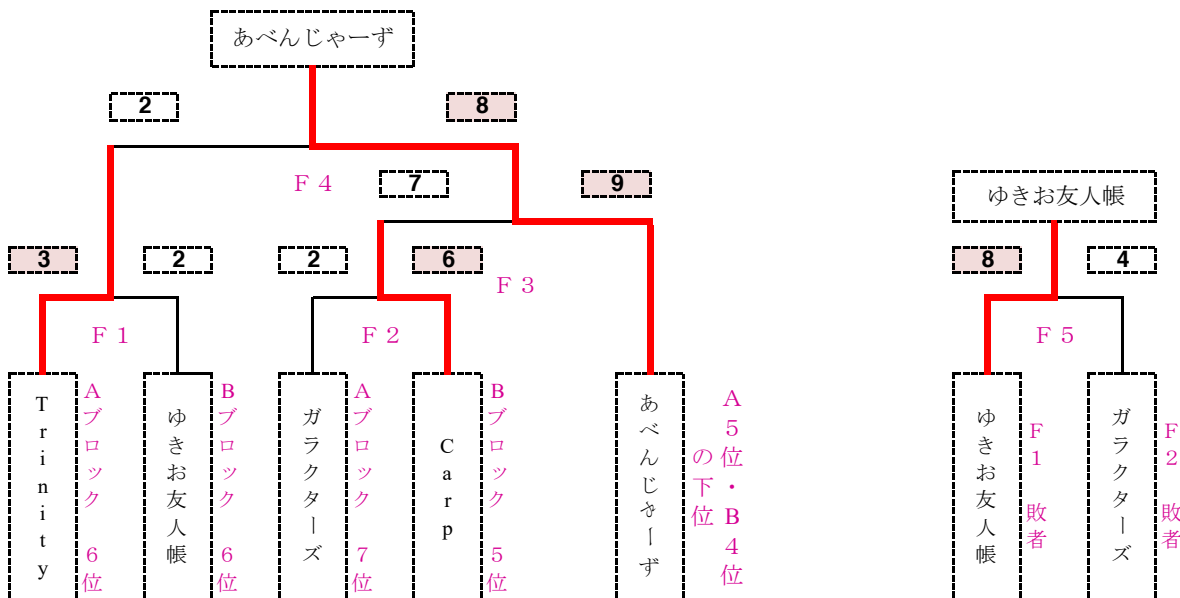 あべんじゃーず
2
8
Ｆ４
7
9
ゆきお友人帳
3
2
2
6
Ｆ３
8
4
Ｆ１
Ｆ２
Ｆ５
Trinity
Ａブロック　６位
ゆきお友人帳
Ｂブロック　６位
ガラクターズ
Ａブロック　７位
Carp
Ｂブロック　５位
あべんじゃーず
Ａ５位・Ｂ４位
の下位
ゆきお友人帳
Ｆ１　敗者
ガラクターズ
Ｆ２　敗者